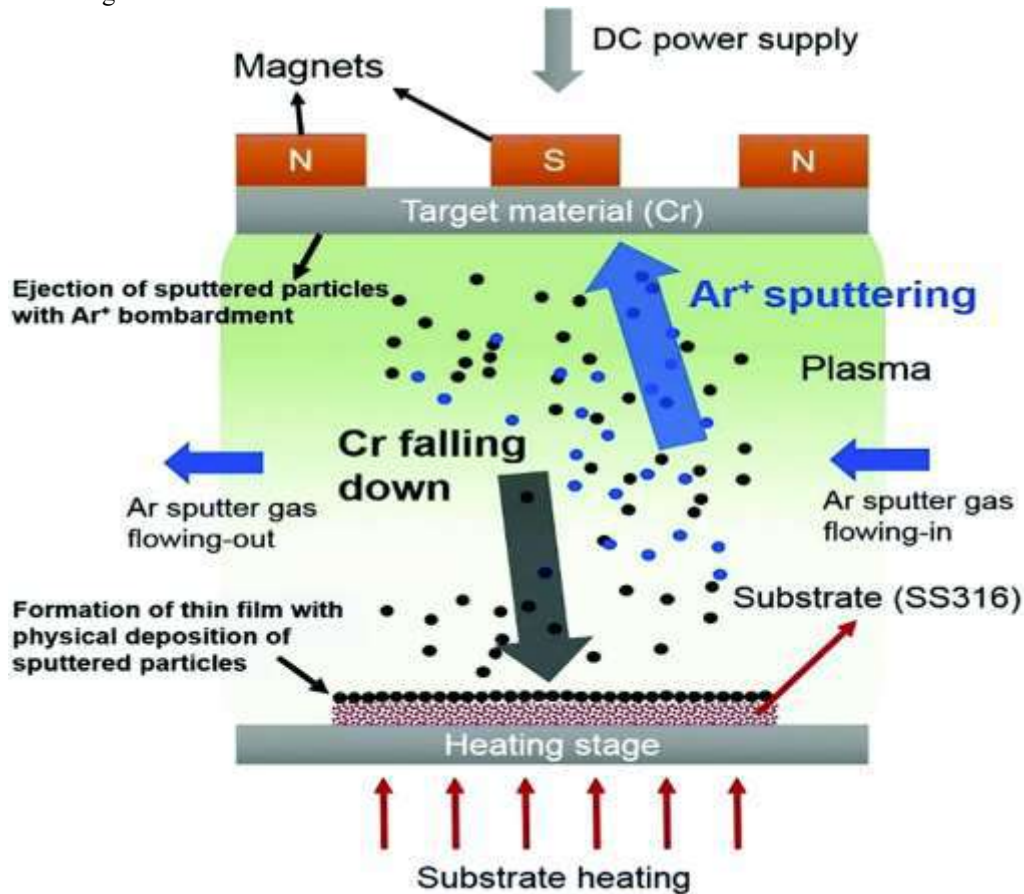 DC power supply
Magnets
N
S
N
Target material (Cr)
Ejection of sputtered particles
with Ar⁺ bombardment
Ar⁺ sputtering
Plasma
Cr falling
down
Ar sputter gas
flowing-out
Ar sputter gas
flowing-in
Formation of thin film with
physical deposition of
sputtered particles
Substrate (SS316)
Heating stage
Substrate heating